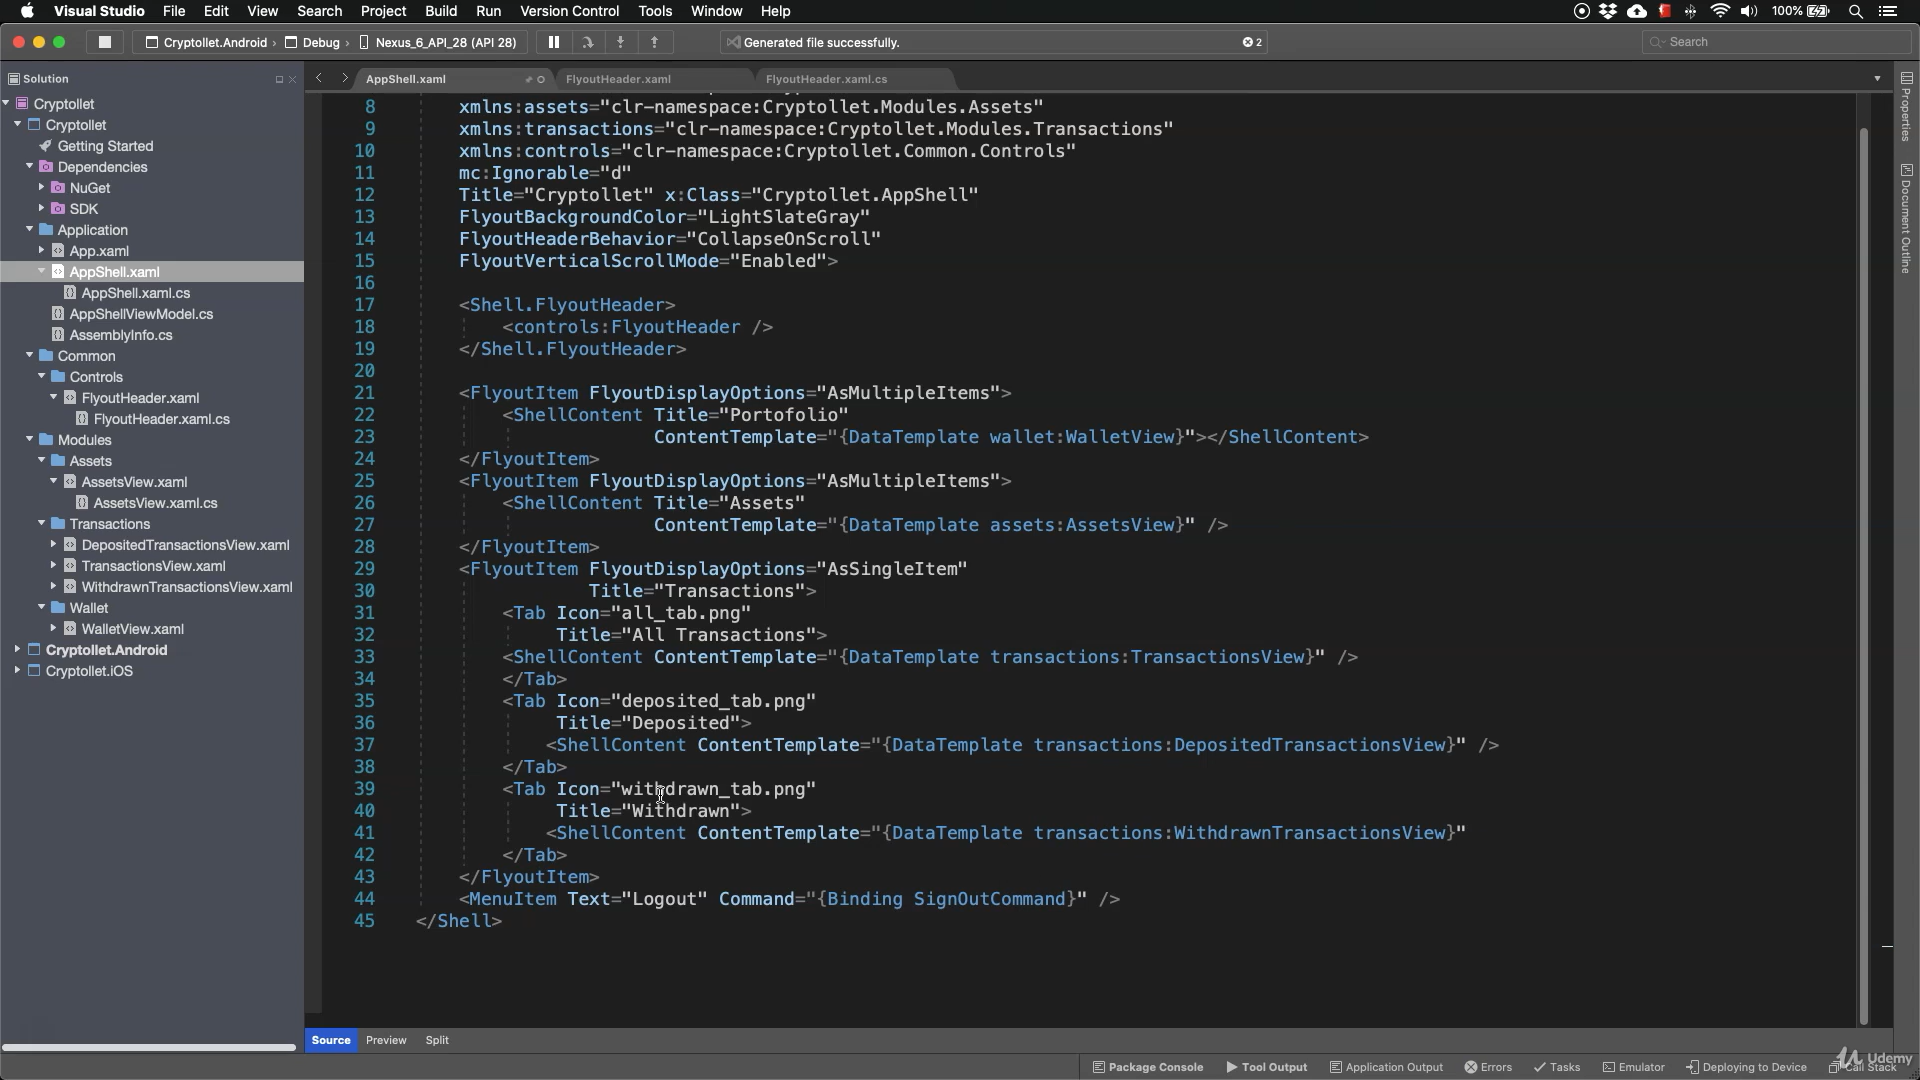 Visual Studio File Edit View Search Project Build Run Version Control Tools Window Help 100%
Cryptollet.Android › Debug › Nexus_6_API_28 (API 28) Generated file successfully. 2 Search
Solution
AppShell.xaml FlyoutHeader.xaml FlyoutHeader.xaml.cs
Cryptollet
Cryptollet
Getting Started
Dependencies
NuGet
SDK
Application
App.xaml
AppShell.xaml
AppShell.xaml.cs
AppShellViewModel.cs
AssemblyInfo.cs
Common
Controls
FlyoutHeader.xaml
FlyoutHeader.xaml.cs
Modules
Assets
AssetsView.xaml
AssetsView.xaml.cs
Transactions
DepositedTransactionsView.xaml
TransactionsView.xaml
WithdrawnTransactionsView.xaml
Wallet
WalletView.xaml
Cryptollet.Android
Cryptollet.iOS
8 xmlns:assets="clr-namespace:Cryptollet.Modules.Assets"
9 xmlns:transactions="clr-namespace:Cryptollet.Modules.Transactions"
10 xmlns:controls="clr-namespace:Cryptollet.Common.Controls"
11 mc:Ignorable="d"
12 Title="Cryptollet" x:Class="Cryptollet.AppShell"
13 FlyoutBackgroundColor="LightSlateGray"
14 FlyoutHeaderBehavior="CollapseOnScroll"
15 FlyoutVerticalScrollMode="Enabled">
16
17 <Shell.FlyoutHeader>
18 <controls:FlyoutHeader />
19 </Shell.FlyoutHeader>
20
21 <FlyoutItem FlyoutDisplayOptions="AsMultipleItems">
22 <ShellContent Title="Portofolio"
23 ContentTemplate="{DataTemplate wallet:WalletView}"></ShellContent>
24 </FlyoutItem>
25 <FlyoutItem FlyoutDisplayOptions="AsMultipleItems">
26 <ShellContent Title="Assets"
27 ContentTemplate="{DataTemplate assets:AssetsView}" />
28 </FlyoutItem>
29 <FlyoutItem FlyoutDisplayOptions="AsSingleItem"
30 Title="Transactions">
31 <Tab Icon="all_tab.png"
32 Title="All Transactions">
33 <ShellContent ContentTemplate="{DataTemplate transactions:TransactionsView}" />
34 </Tab>
35 <Tab Icon="deposited_tab.png"
36 Title="Deposited">
37 <ShellContent ContentTemplate="{DataTemplate transactions:DepositedTransactionsView}" />
38 </Tab>
39 <Tab Icon="withdrawn_tab.png"
40 Title="Withdrawn">
41 <ShellContent ContentTemplate="{DataTemplate transactions:WithdrawnTransactionsView}"
42 </Tab>
43 </FlyoutItem>
44 <MenuItem Text="Logout" Command="{Binding SignOutCommand}" />
45 </Shell>
Properties
Document Outline
Source Preview Split
Package Console Tool Output Application Output Errors Tasks Emulator Deploying to Device Call Stack
Udemy